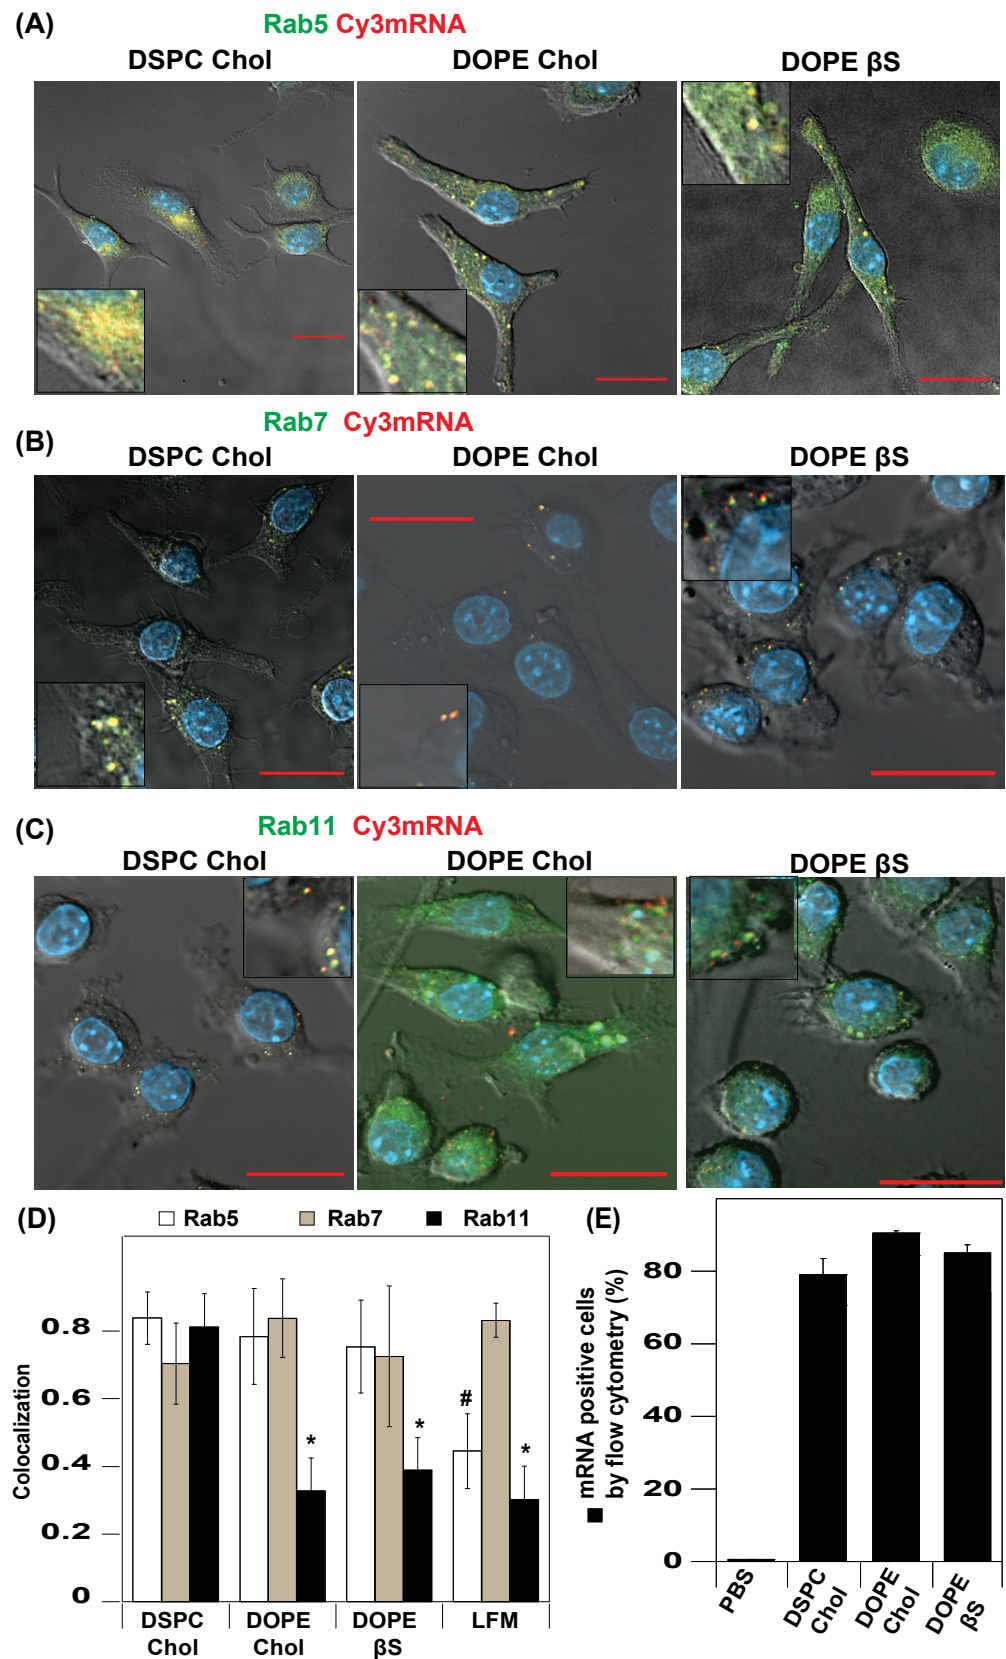 (A)
Rab5 Cy3mRNA
DSPC Chol
DOPE Chol
DOPE βS
(B)
Rab7 Cy3mRNA
DSPC Chol
DOPE Chol
DOPE βS
(C)
Rab11 Cy3mRNA
DSPC Chol
DOPE Chol
DOPE βS
(D)
Rab5
Rab7
Rab11
Colocalization
0.8
0.6
0.4
0.2
0
#
*
*
*
DSPC
Chol
DOPE
Chol
DOPE
βS
LFM
(E)
mRNA positive cells
by flow cytometry (%)
80
60
40
20
0
PBS
DSPC
Chol
DOPE
Chol
DOPE
βS